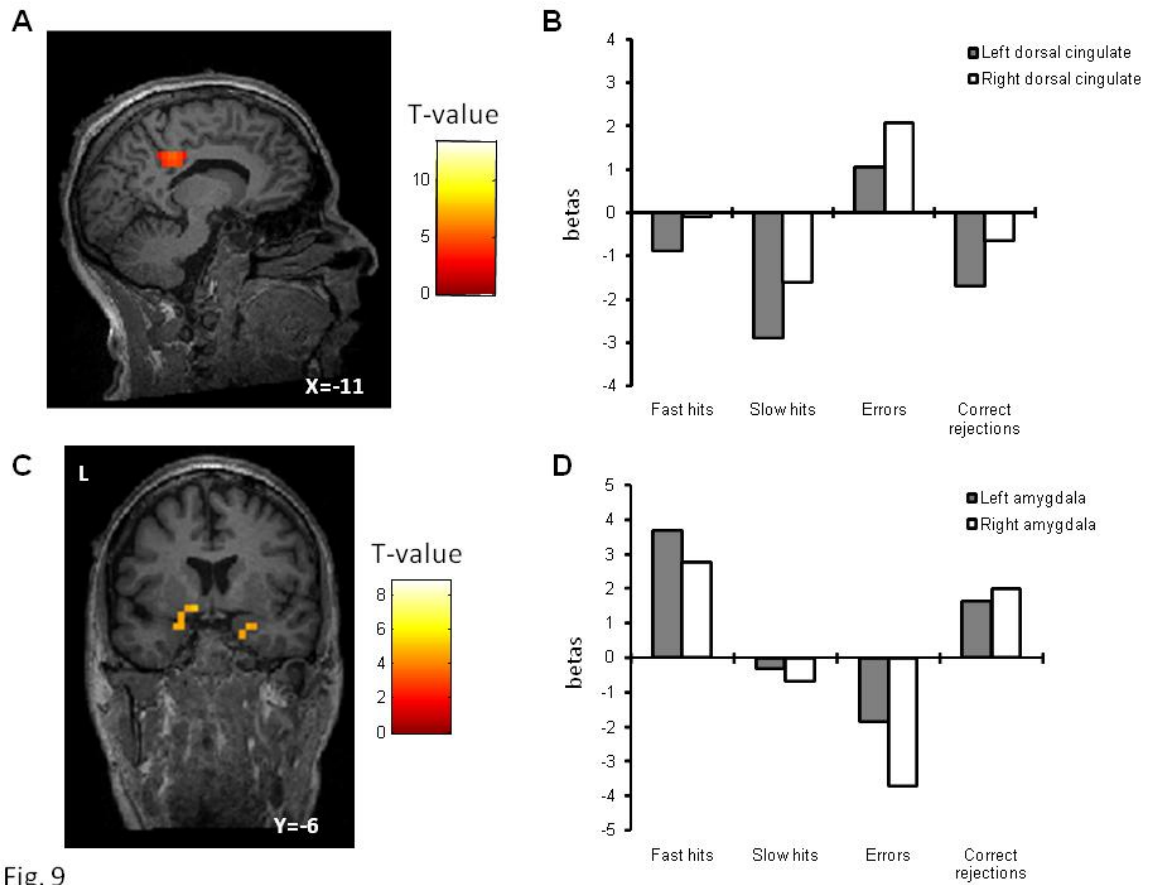 A
T-value
10
5
0
X=-11
B
4
3
2
1
0
-1
-2
-3
-4
betas
Left dorsal cingulate
Right dorsal cingulate
Fast hits
Slow hits
Errors
Correct
rejections
C
L
T-value
8
6
4
2
0
Y=-6
D
5
4
3
2
1
0
-1
-2
-3
-4
-5
betas
Left amygdala
Right amygdala
Fast hits
Slow hits
Errors
Correct
rejections
Fig. 9